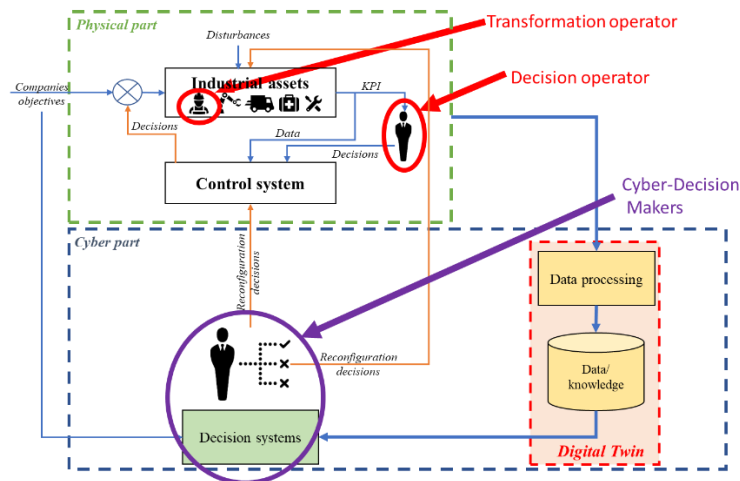 Transformation operator
Physical part
Disturbances
Decision operator
Companies
objectives
Industrial assets
KPI
Decisions
Data
Decisions
Control system
Cyber-Decision
Makers
Cyber part
Reconfiguration
decisions
Data processing
Reconfiguration
decisions
Data/
knowledge
Decision systems
Digital Twin